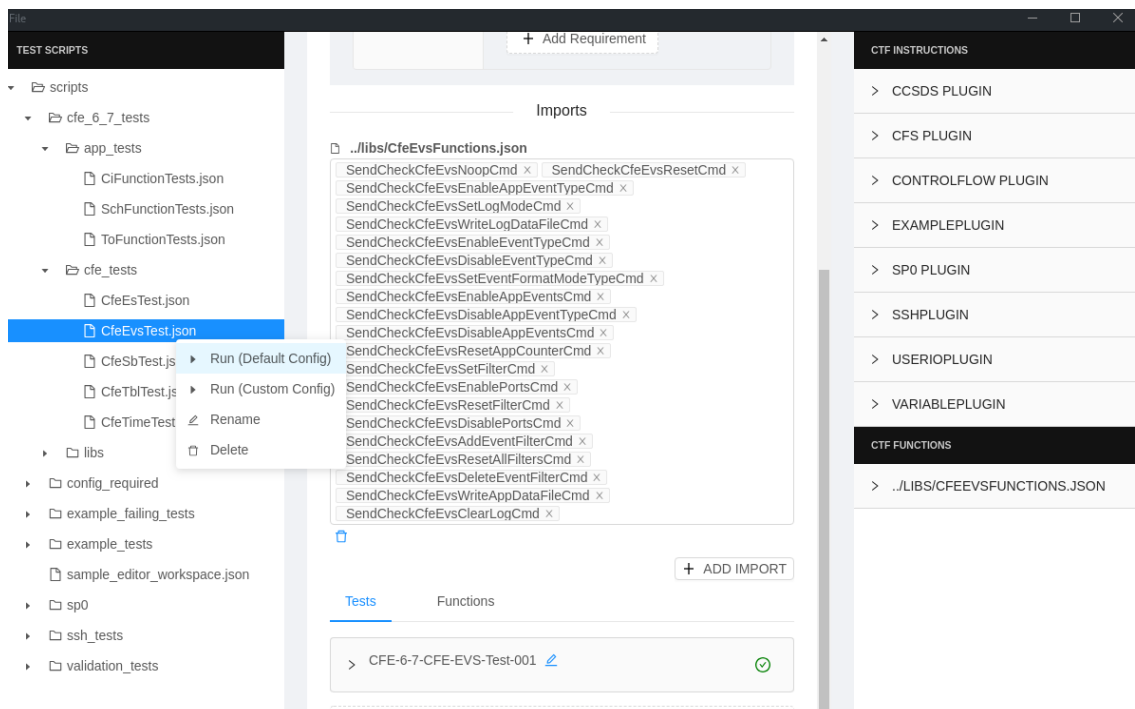 File
TEST SCRIPTS
scripts
cfe_6_7_tests
app_tests
CiFunctionTests.json
SchFunctionTests.json
ToFunctionTests.json
cfe_tests
CfeEsTest.json
CfeEvsTest.json
CfeSbTest.js
CfeTblTest.js
CfeTimeTest
libs
config_required
example_failing_tests
example_tests
sample_editor_workspace.json
sp0
ssh_tests
validation_tests
Run (Default Config)
Run (Custom Config)
Rename
Delete
+ Add Requirement
Imports
../libs/CfeEvsFunctions.json
SendCheckCfeEvsNoopCmd × SendCheckCfeEvsResetCmd ×
SendCheckCfeEvsEnableAppEventTypeCmd ×
SendCheckCfeEvsSetLogModeCmd ×
SendCheckCfeEvsWriteLogDataFileCmd ×
SendCheckCfeEvsEnableEventTypeCmd ×
SendCheckCfeEvsDisableEventTypeCmd ×
SendCheckCfeEvsSetEventFormatModeTypeCmd ×
SendCheckCfeEvsEnableAppEventsCmd ×
SendCheckCfeEvsDisableAppEventTypeCmd ×
SendCheckCfeEvsDisableAppEventsCmd ×
SendCheckCfeEvsResetAppCounterCmd ×
SendCheckCfeEvsSetFilterCmd ×
SendCheckCfeEvsEnablePortsCmd ×
SendCheckCfeEvsResetFilterCmd ×
SendCheckCfeEvsDisablePortsCmd ×
SendCheckCfeEvsAddEventFilterCmd ×
SendCheckCfeEvsResetAllFiltersCmd ×
SendCheckCfeEvsDeleteEventFilterCmd ×
SendCheckCfeEvsWriteAppDataFileCmd ×
SendCheckCfeEvsClearLogCmd ×
+ ADD IMPORT
Tests Functions
CFE-6-7-CFE-EVS-Test-001
CTF INSTRUCTIONS
CCSDS PLUGIN
CFS PLUGIN
CONTROLFLOW PLUGIN
EXAMPLEPLUGIN
SP0 PLUGIN
SSHPLUGIN
USERIOPLUGIN
VARIABLEPLUGIN
CTF FUNCTIONS
../LIBS/CFEEVSFUNCTIONS.JSON